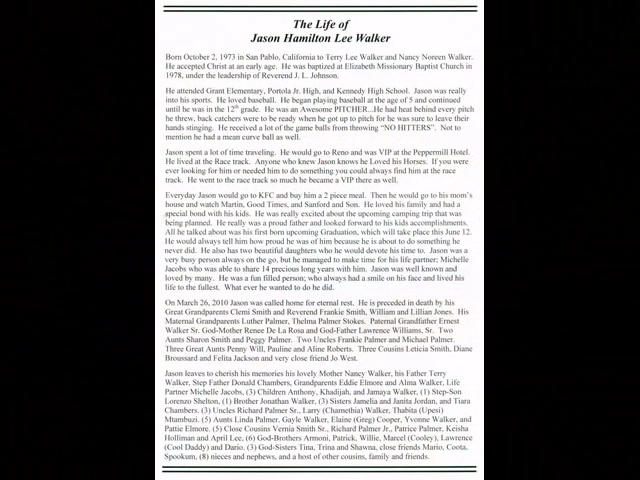 The Life of
Jason Hamilton Lee Walker
Born October 2, 1973 in San Pablo, California to Terry Lee Walker and Nancy Noreen Walker.
He accepted Christ at an early age. He was baptized at Elizabeth Missionary Baptist Church in
1978, under the leadership of Reverend J. L. Johnson.
He attended Grant Elementary, Portola Jr. High, and Kennedy High School. Jason was really
into his sports. He loved baseball. He began playing baseball at the age of 5 and continued
until he was in the 12th grade. He was an Awesome PITCHER...He had heat behind every pitch
he threw, back catchers were to be ready when he got up to pitch for he was sure to leave their
hands stinging. He received a lot of the game balls from throwing "NO HITTERS". Not to
mention he had a mean curve ball as well.
Jason spent a lot of time traveling. He would go to Reno and was VIP at the Peppermill Hotel.
He lived at the Race track. Anyone who knew Jason knows he Loved his Horses. If you were
ever looking for him or needed him to do something you could always find him at the race
track. He went to the race track so much he became a VIP there as well.
Everyday Jason would go to KFC and buy him a 2 piece meal. Then he would go to his mom's
house and watch Martin, Good Times, and Sanford and Son. He loved his family and had a
special bond with his kids. He was really excited about the upcoming camping trip that was
being planned. He really was a proud father and looked forward to his kids accomplishments.
All he talked about was his first born upcoming Graduation, which will take place this June 12.
He would always tell him how proud he was of him because he is about to do something he
never did. He also has two beautiful daughters who he would devote his time to. Jason was a
very busy person always on the go, but he managed to make time for his life partner; Michelle
Jacobs who was able to share 14 precious long years with him. Jason was well known and
loved by many. He was a fun filled person; who always had a smile on his face and lived his
life to the fullest. What ever he wanted to do he did.
On March 26, 2010 Jason was called home for eternal rest. He is preceded in death by his
Great Grandparents Clemi Smith and Reverend Frankie Smith, William and Lillian Jones. His
Maternal Grandparents Luther Palmer, Thelma Palmer Stokes. Paternal Grandfather Ernest
Walker Sr. God-Mother Renee De La Rosa and God-Father Lawrence Williams, Sr. Two
Aunts Sharon Smith and Peggy Palmer. Two Uncles Frankie Palmer and Michael Palmer.
Three Great Aunts Penny Will, Pauline and Aline Roberts. Three Cousins Leticia Smith, Diane
Broussard and Felita Jackson and very close friend Jo West.
Jason leaves to cherish his memories his lovely Mother Nancy Walker, his Father Terry
Walker, Step Father Donald Chambers, Grandparents Eddie Elmore and Alma Walker, Life
Partner Michelle Jacobs, (3) Children Anthony, Khadijah, and Jamaya Walker, (1) Step-Son
Lorenzo Shelton, (1) Brother Jonathan Walker, (3) Sisters Jamelia and Janita Jordan, and Tiara
Chambers. (3) Uncles Richard Palmer Sr., Larry (Chamethia) Walker, Thabita (Upesi)
Mtambuzi. (5) Aunts Linda Palmer, Gayle Walker, Elaine (Greg) Cooper, Yvonne Walker, and
Pattie Elmore. (5) Close Cousins Vernia Smith Sr., Richard Palmer Jr., Patrice Palmer, Keisha
Holliman and April Lee, (6) God-Brothers Armoni, Patrick, Willie, Marcel (Cooley), Lawrence
(Cool Daddy) and Dario. (3) God-Sisters Tina, Trina and Shawna, close friends Mario, Coota,
Spookum, (8) nieces and nephews, and a host of other cousins, family and friends.